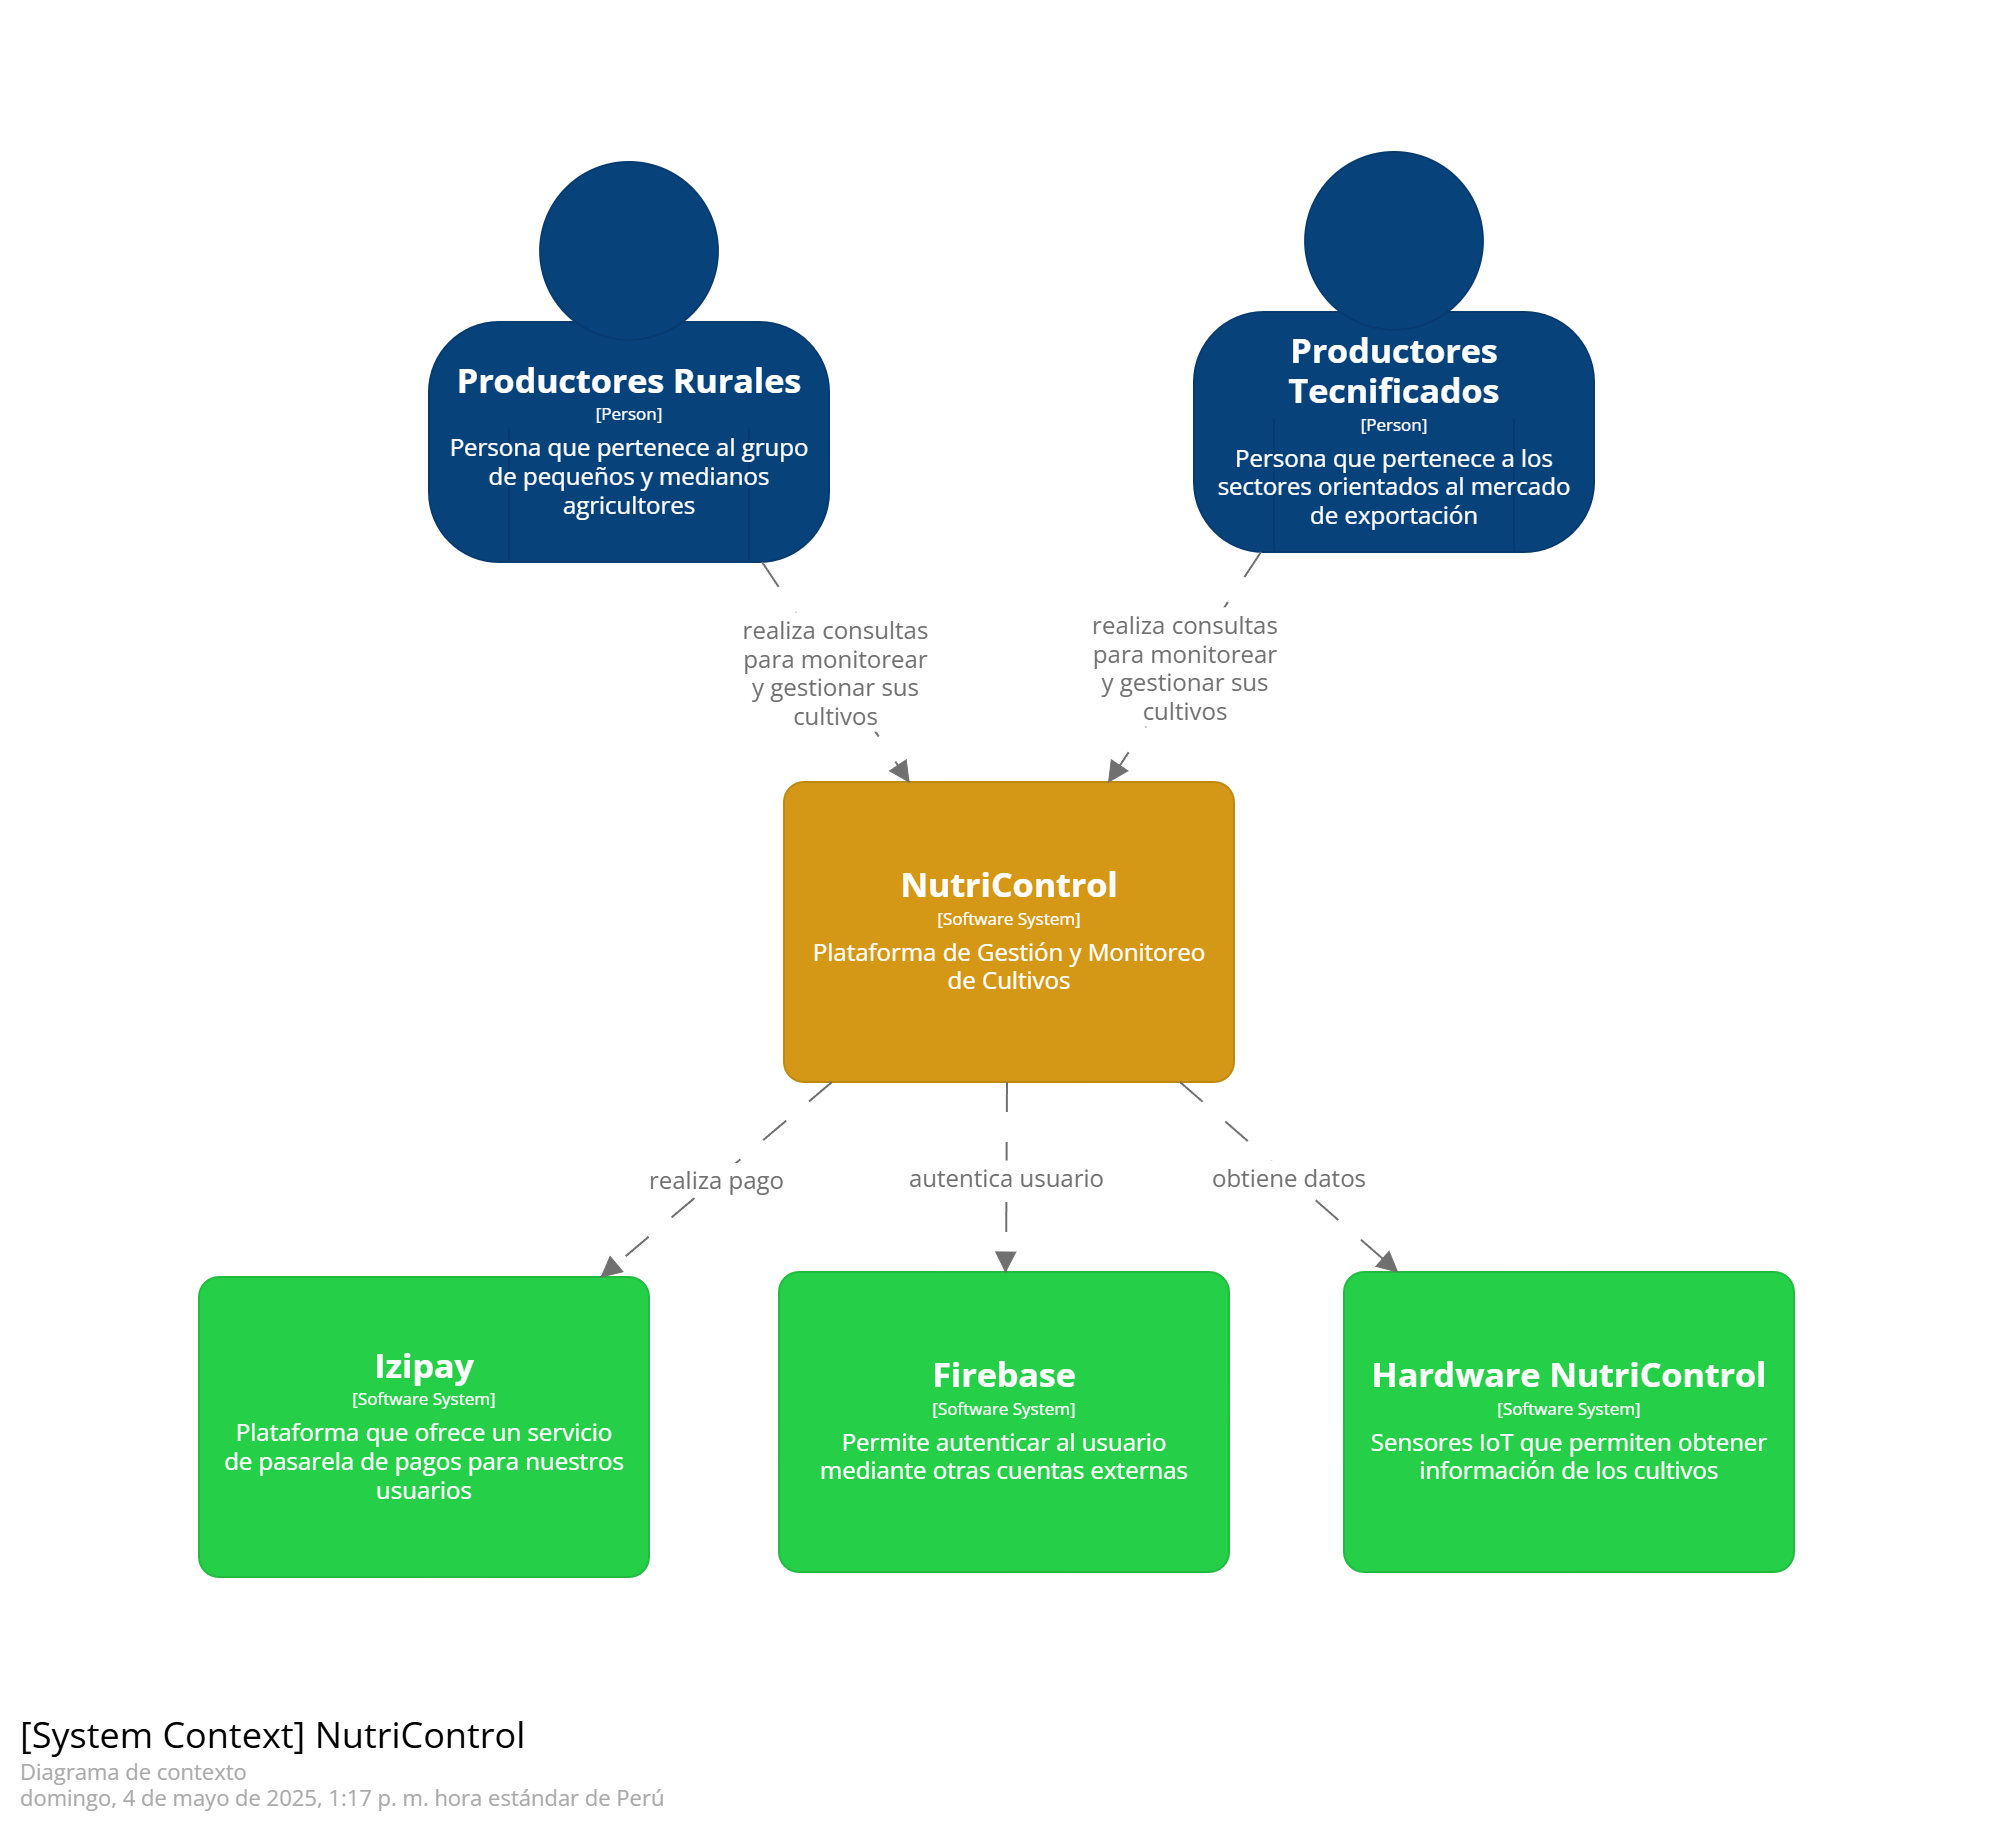 Productores Rurales
[Person]
Persona que pertenece al grupo
de pequeños y medianos
agricultores
Productores
Tecnificados
[Person]
Persona que pertenece a los
sectores orientados al mercado
de exportación
realiza consultas
para monitorear
y gestionar sus
cultivos
realiza consultas
para monitorear
y gestionar sus
cultivos
NutriControl
[Software System]
Plataforma de Gestión y Monitoreo
de Cultivos
realiza pago
autentica usuario
obtiene datos
Izipay
[Software System]
Plataforma que ofrece un servicio
de pasarela de pagos para nuestros
usuarios
Firebase
[Software System]
Permite autenticar al usuario
mediante otras cuentas externas
Hardware NutriControl
[Software System]
Sensores IoT que permiten obtener
información de los cultivos
[System Context] NutriControl
Diagrama de contexto
domingo, 4 de mayo de 2025, 1:17 p. m. hora estándar de Perú